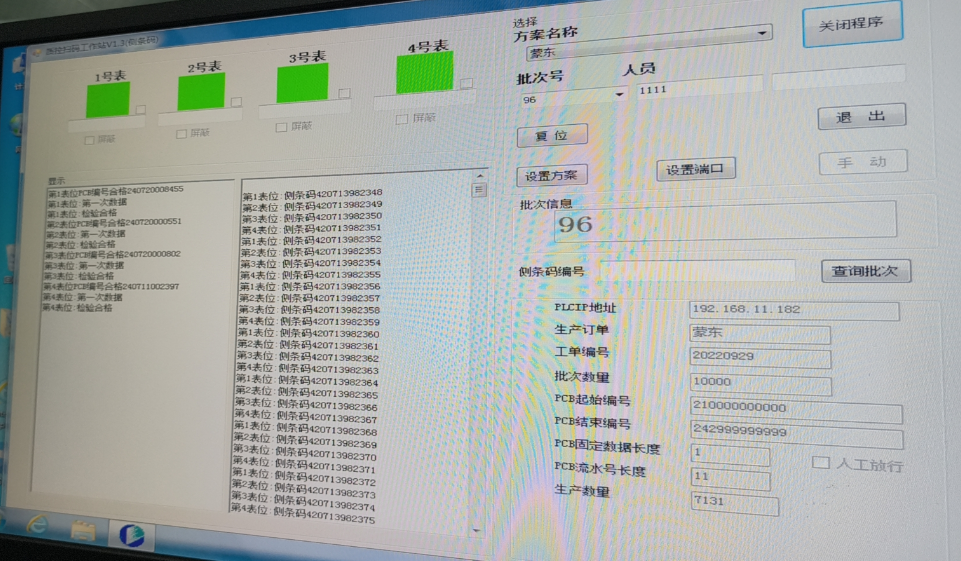 扫码工作站V1.3(侧条码)
1号表
2号表
3号表
4号表
屏蔽
屏蔽
屏蔽
屏蔽
显示
第1表位PCB编号合格240720008455
第1表位:第一次数据
第1表位:检验合格
第2表位PCB编号合格240720000551
第2表位:第一次数据
第2表位:检验合格
第3表位PCB编号合格240720000802
第3表位:第一次数据
第3表位:检验合格
第4表位PCB编号合格240711002397
第4表位:第一次数据
第4表位:检验合格
第1表位:侧条码420713982348
第2表位:侧条码420713982349
第3表位:侧条码420713982350
第4表位:侧条码420713982351
第1表位:侧条码420713982352
第2表位:侧条码420713982353
第3表位:侧条码420713982354
第4表位:侧条码420713982355
第1表位:侧条码420713982356
第2表位:侧条码420713982357
第3表位:侧条码420713982358
第4表位:侧条码420713982359
第1表位:侧条码420713982360
第2表位:侧条码420713982361
第3表位:侧条码420713982362
第4表位:侧条码420713982363
第1表位:侧条码420713982364
第2表位:侧条码420713982365
第3表位:侧条码420713982366
第4表位:侧条码420713982367
第1表位:侧条码420713982368
第2表位:侧条码420713982369
第3表位:侧条码420713982370
第4表位:侧条码420713982371
第1表位:侧条码420713982372
第2表位:侧条码420713982373
第3表位:侧条码420713982374
第4表位:侧条码420713982375
选择
方案名称
蒙东
关闭程序
批次号
人员
96
1111
复位
退出
设置方案
设置端口
手动
批次信息
96
侧条码编号
查询批次
PLCIP地址 192.168.11.182
生产订单 蒙东
工单编号 20220929
批次数量 10000
PCB起始编号 210000000000
PCB结束编号 242999999999
PCB固定数据长度 1
人工放行
PCB流水号长度 11
生产数量 7131